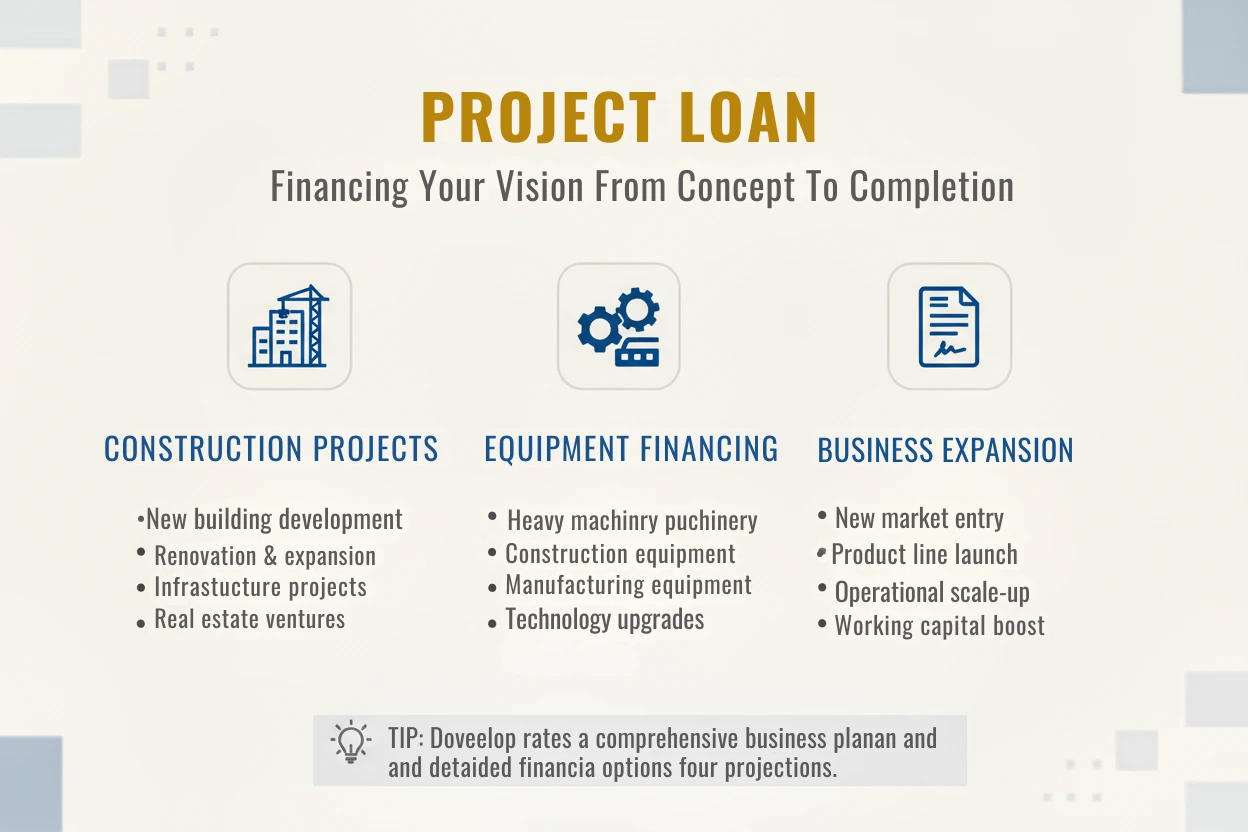 PROJECT LOAN
Financing Your Vision From Concept To Completion
CONSTRUCTION PROJECTS
•New building development
• Renovation & expansion
• Infrastucture projects
• Real estate ventures
EQUIPMENT FINANCING
• Heavy machinry puchinery
• Construction equipment
• Manufacturing equipment
• Technology upgrades
BUSINESS EXPANSION
• New market entry
• Product line launch
• Operational scale-up
• Working capital boost
TIP: Doveelop rates a comprehensive business planan and
and detaided financia options four projections.